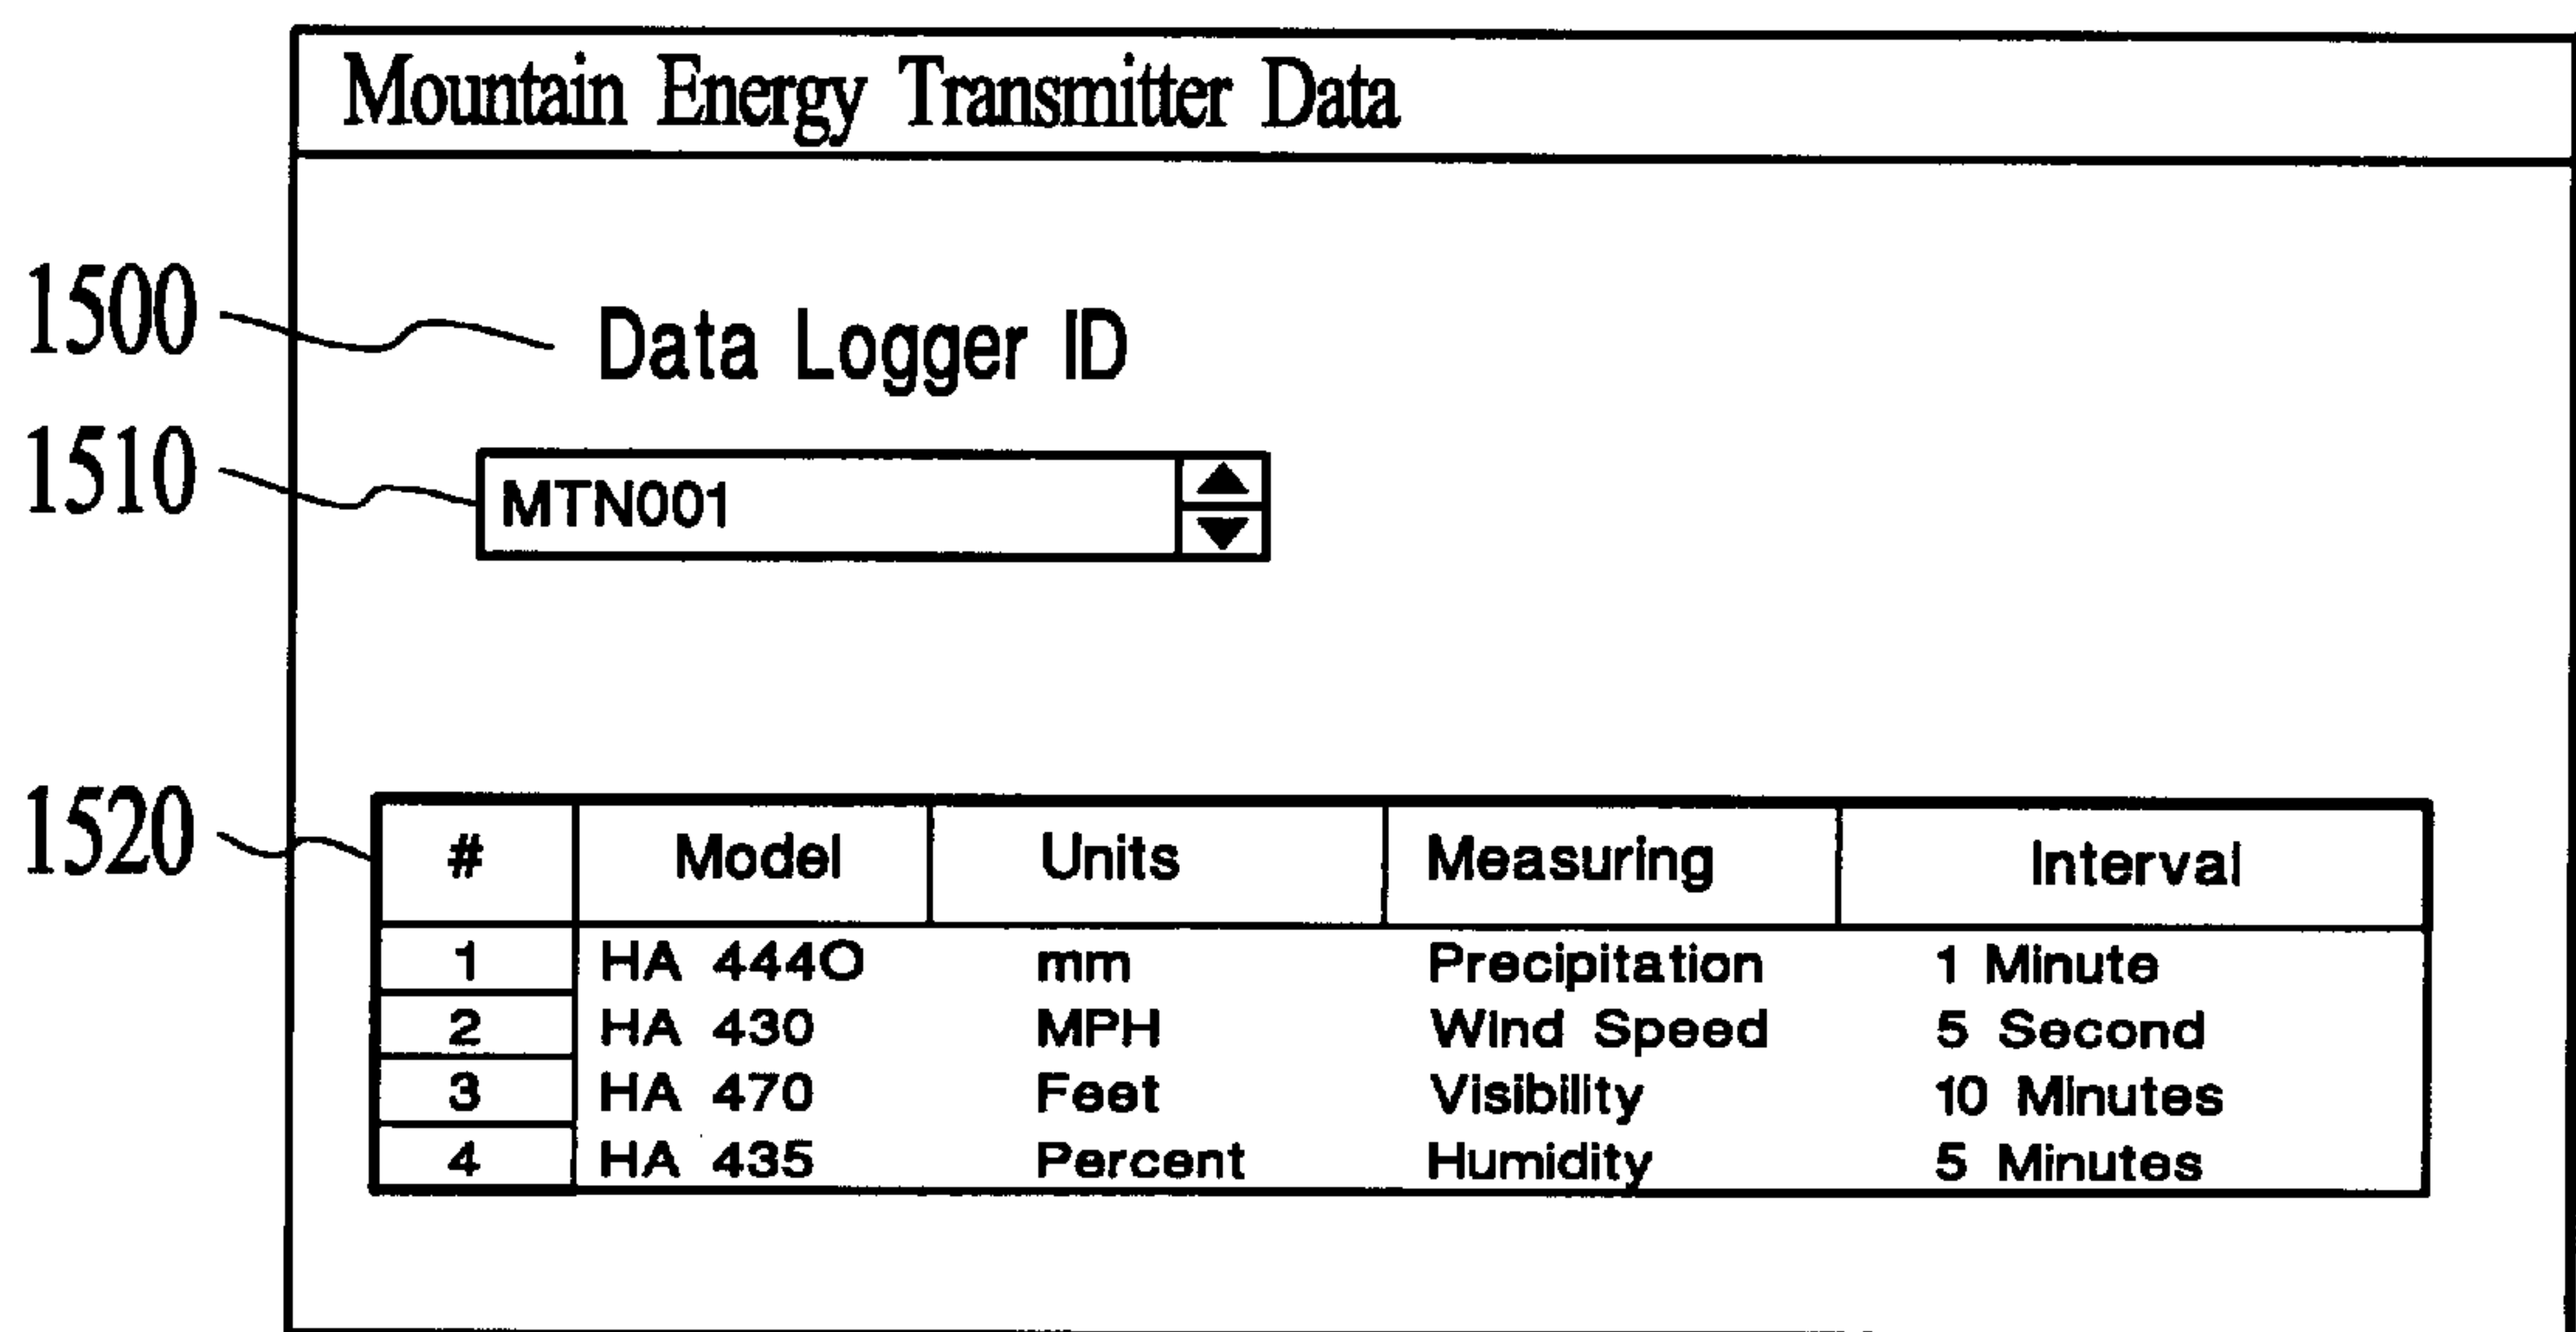 Mountain Energy Transmitter Data
1500 Data Logger ID
1510 MTN001
1520 # Model Units Measuring Interval
1 HA 444O mm Precipitation 1 Minute
2 HA 430 MPH Wind Speed 5 Second
3 HA 470 Feet Visibility 10 Minutes
4 HA 435 Percent Humidity 5 Minutes